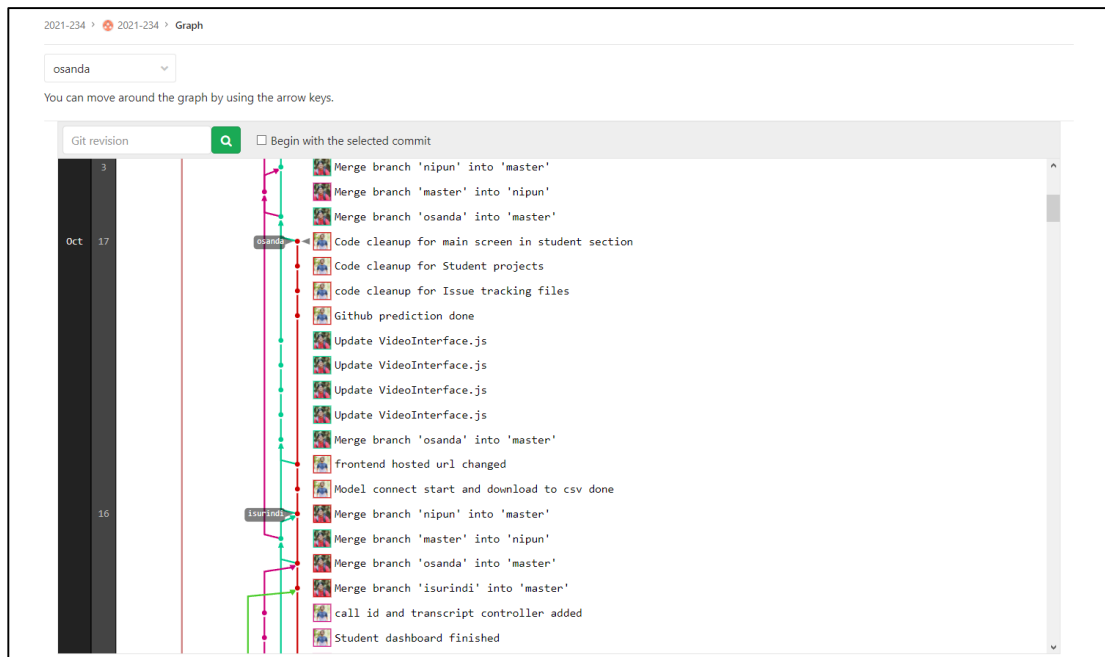 2021-234 > 2021-234 > Graph
osanda
You can move around the graph by using the arrow keys.
Git revision Begin with the selected commit
3 Merge branch 'nipun' into 'master'
Merge branch 'master' into 'nipun'
Merge branch 'osanda' into 'master'
Oct 17 osanda Code cleanup for main screen in student section
Code cleanup for Student projects
code cleanup for Issue tracking files
Github prediction done
Update VideoInterface.js
Update VideoInterface.js
Update VideoInterface.js
Update VideoInterface.js
Merge branch 'osanda' into 'master'
frontend hosted url changed
Model connect start and download to csv done
16 isurindi Merge branch 'nipun' into 'master'
Merge branch 'master' into 'nipun'
Merge branch 'osanda' into 'master'
Merge branch 'isurindi' into 'master'
call id and transcript controller added
Student dashboard finished